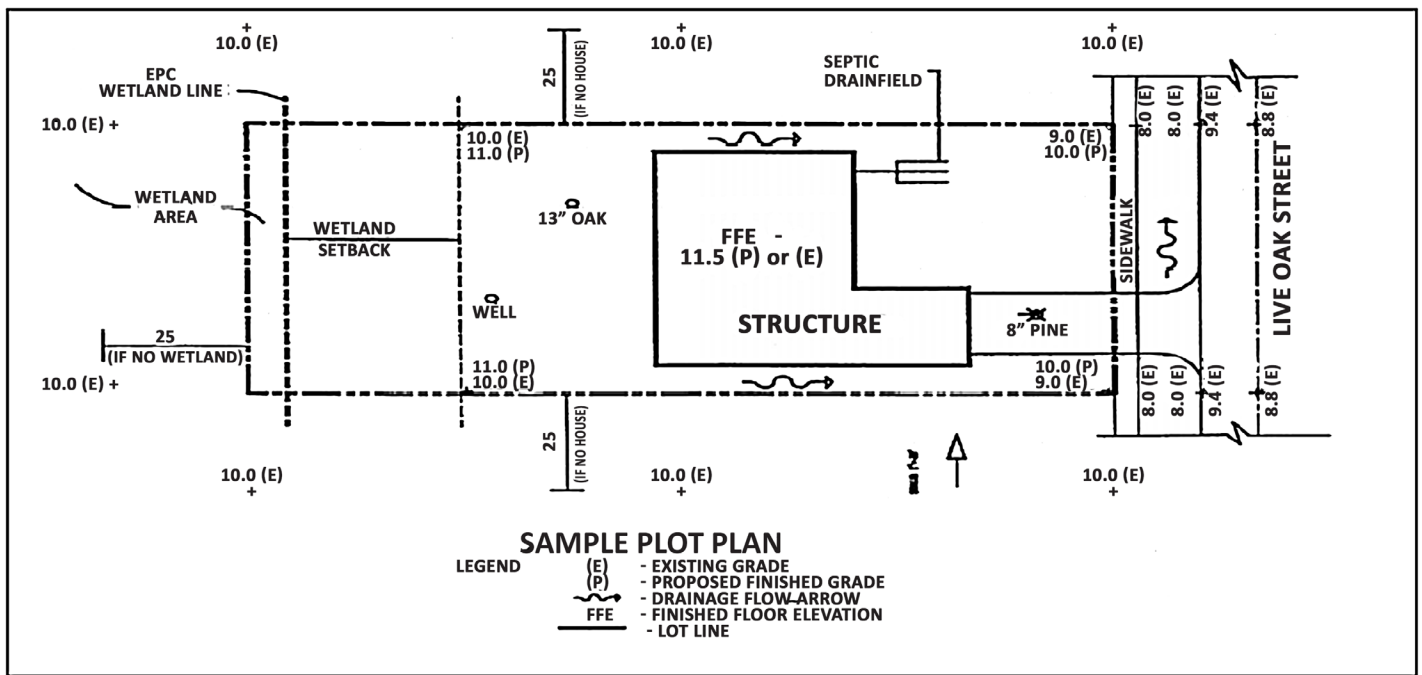 10.0 (E)
10.0 (E)
10.0 (E)
EPC
WETLAND LINE
25
(IF NO HOUSE)
SEPTIC
DRAINFIELD
10.0 (E)
10.0 (E)
11.0 (P)
9.0 (E)
10.0 (P)
8.0 (E)
8.0 (E)
9.4 (E)
8.8 (E)
WETLAND
AREA
WETLAND
SETBACK
13” OAK
FFE -
11.5 (P) or (E)
SIDEWALK
LIVE OAK STREET
WELL
STRUCTURE
8” PINE
25
(IF NO WETLAND)
10.0 (E)
11.0 (P)
10.0 (E)
10.0 (P)
9.0 (E)
8.0 (E)
8.0 (E)
9.4 (E)
8.8 (E)
25
(IF NO HOUSE)
10.0 (E)
10.0 (E)
10.0 (E)
SAMPLE PLOT PLAN
LEGEND (E) - EXISTING GRADE
(P) - PROPOSED FINISHED GRADE
- DRAINAGE FLOW ARROW
FFE - FINISHED FLOOR ELEVATION
- LOT LINE